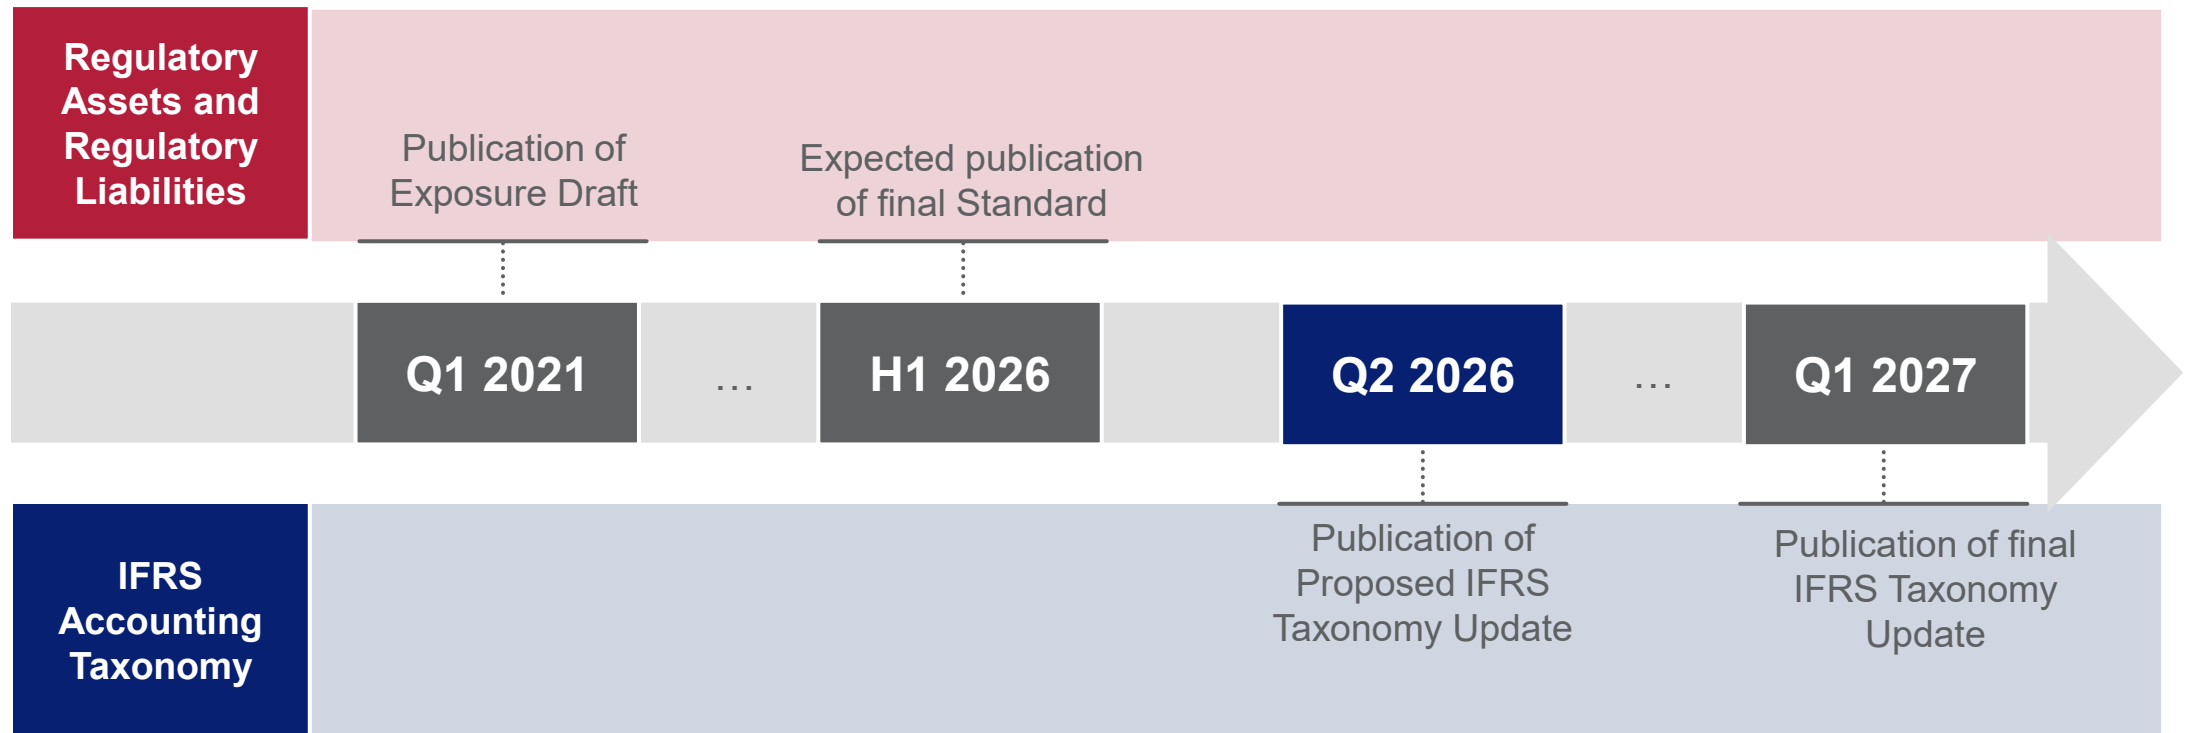 Regulatory
Assets and
Regulatory
Liabilities
Publication of
Exposure Draft
Expected publication
of final Standard
Q1 2021
...
H1 2026
Q2 2026
...
Q1 2027
IFRS
Accounting
Taxonomy
Publication of
Proposed IFRS
Taxonomy Update
Publication of final
IFRS Taxonomy
Update